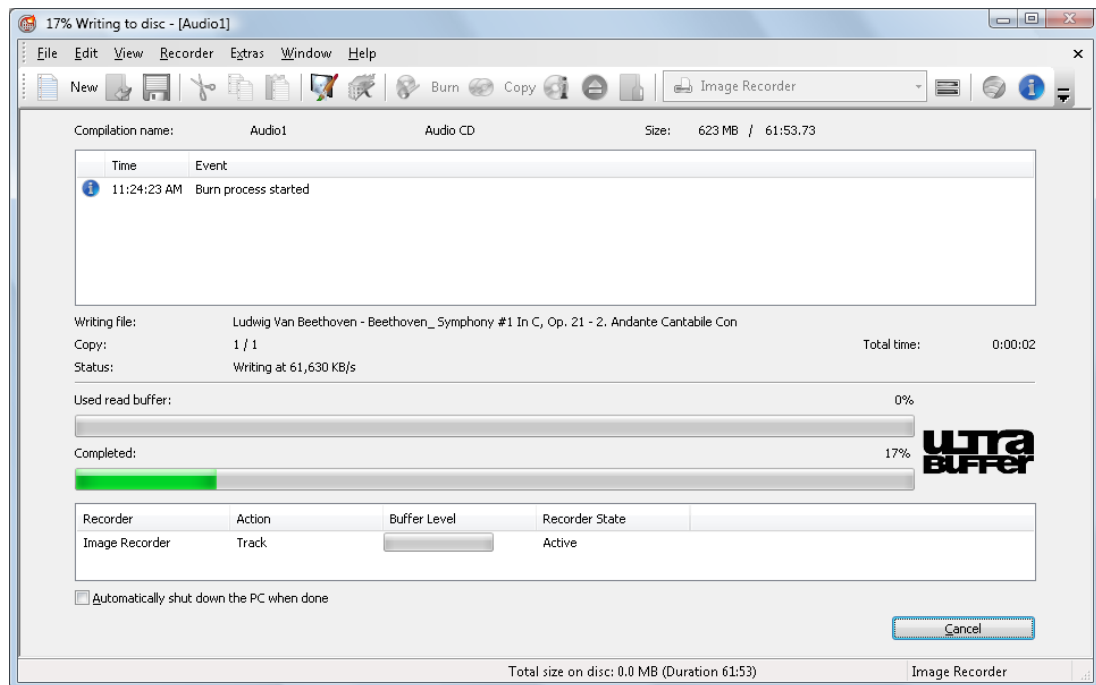 17% Writing to disc - [Audio1]
File Edit View Recorder Extras Window Help
New Burn Copy Image Recorder
Compilation name: Audio1 Audio CD Size: 623 MB / 61:53.73
Time Event
11:24:23 AM Burn process started
Writing file: Ludwig Van Beethoven - Beethoven_ Symphony #1 In C, Op. 21 - 2. Andante Cantabile Con
Copy: 1 / 1 Total time: 0:00:02
Status: Writing at 61,630 KB/s
Used read buffer: 0%
Completed: 17%
ultra
BUFFer
Recorder Action Buffer Level Recorder State
Image Recorder Track Active
Automatically shut down the PC when done
Cancel
Total size on disc: 0.0 MB (Duration 61:53) Image Recorder